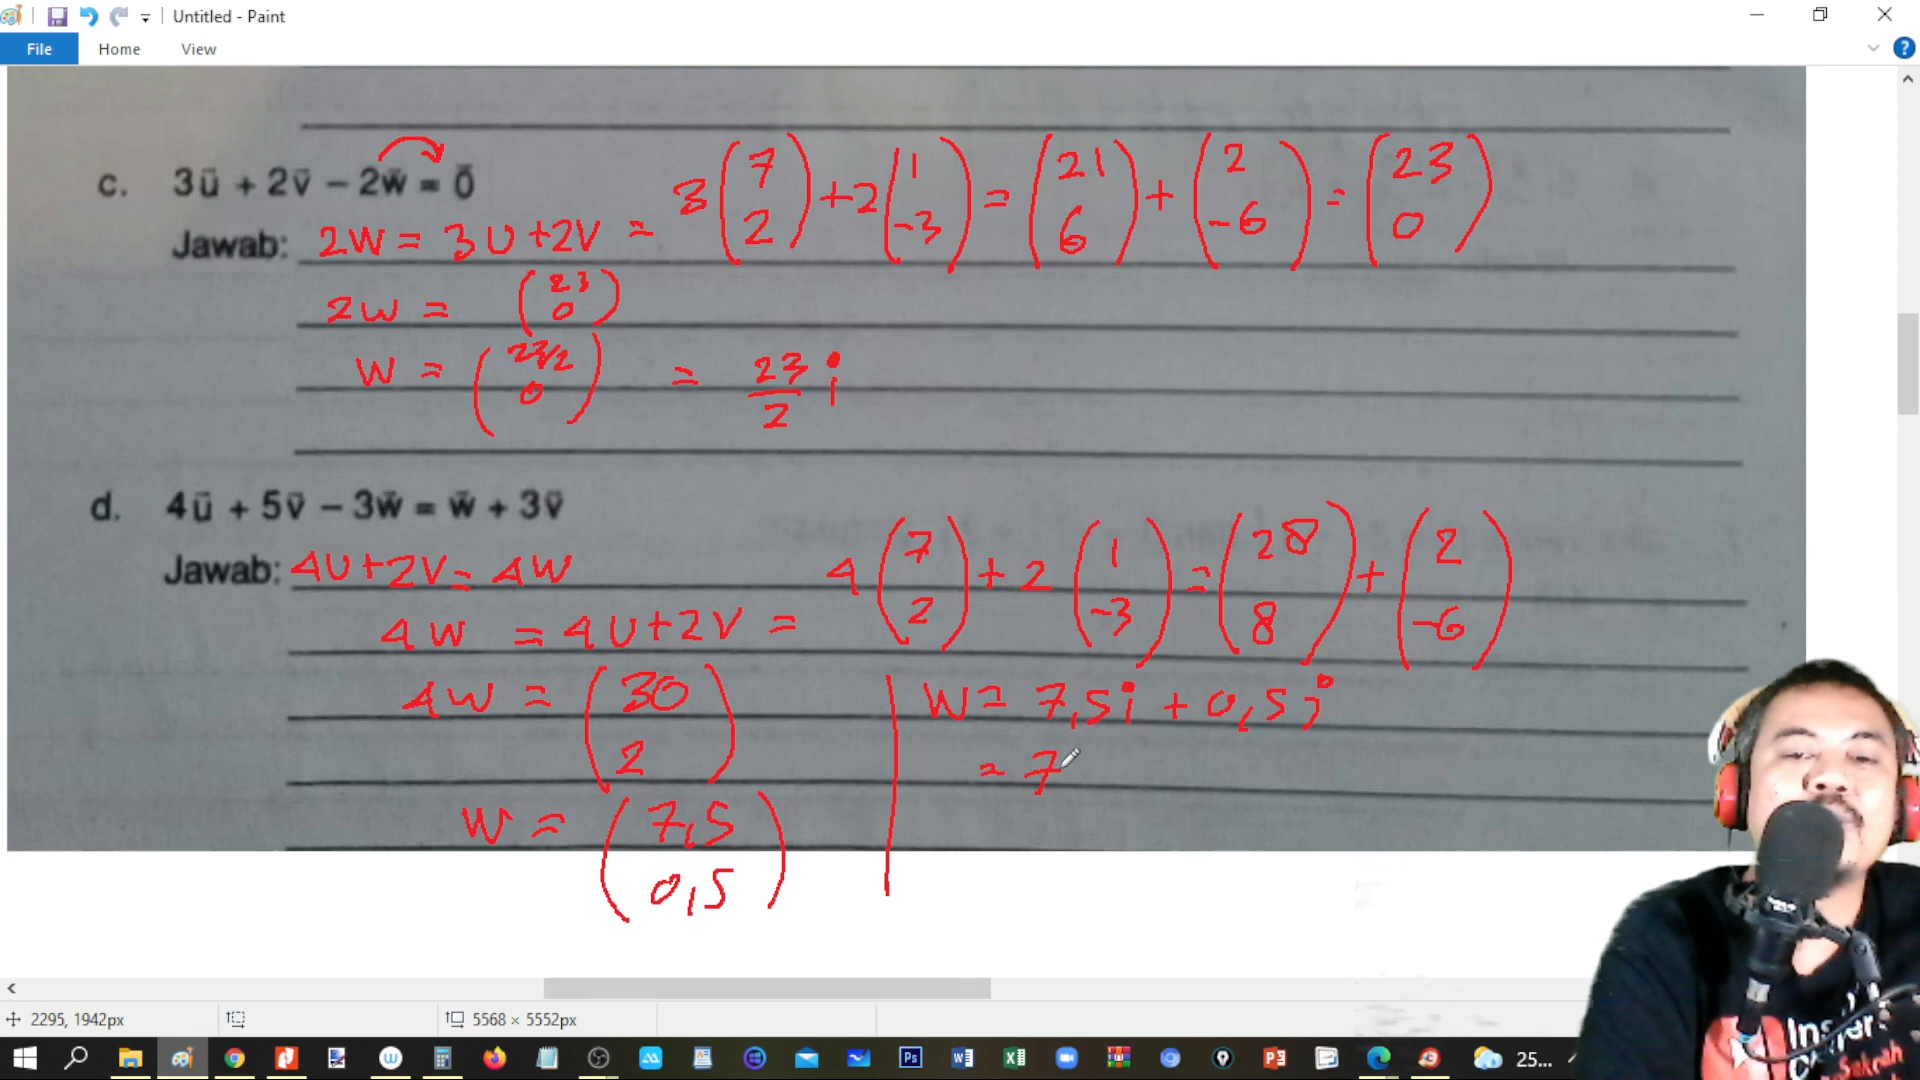 Untitled - Paint
File Home View
c. 3ū + 2v̄ − 2w̄ = 0̄
Jawab: 2W = 3U+2V = 3 (7 2) + 2 (1 -3) = (21 6) + (2 -6) = (23 0)
2W = (23 0)
W = (23/2 0) = 23/2 i
d. 4ū + 5v̄ − 3w̄ = w̄ + 3v̄
Jawab: 4U+2V = 4W
4W = 4U+2V = 4 (7 2) + 2 (1 -3) = (28 8) + (2 -6)
4W = (30 2)
W = (7,5 0,5)
W = 7,5i + 0,5j
= 7
2295, 1942px
5568 × 5552px
25...